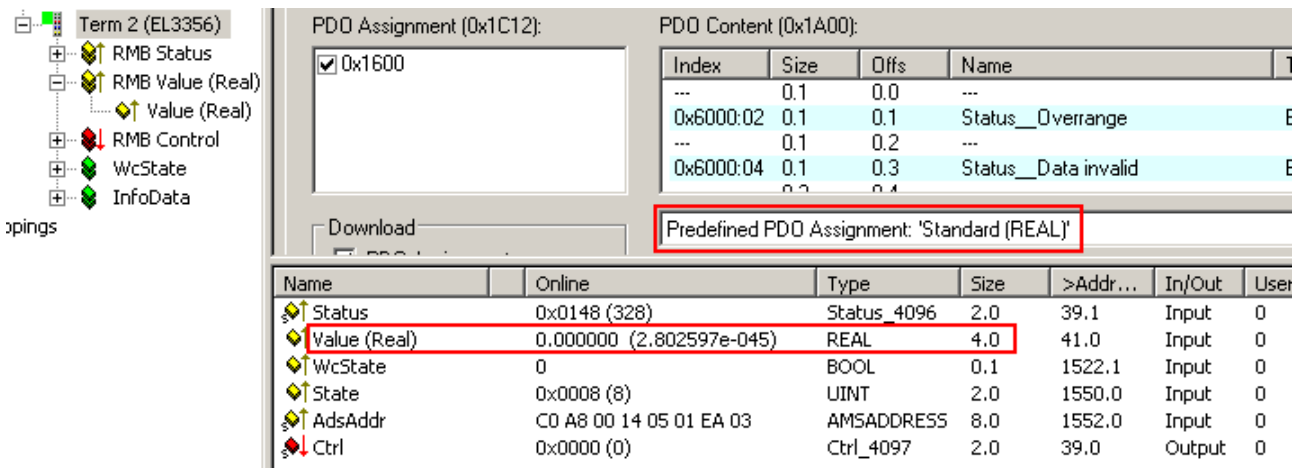 Term 2 (EL3356)
RMB Status
RMB Value (Real)
Value (Real)
RMB Control
WcState
InfoData
PDO Assignment (0x1C12):
0x1600
Download
PDO Content (0x1A00):
Index Size Offs Name
--- 0.1 0.0 ---
0x6000:02 0.1 0.1 Status__Overrange
--- 0.1 0.2 ---
0x6000:04 0.1 0.3 Status__Data invalid
Predefined PDO Assignment: 'Standard (REAL)'
Name Online Type Size >Addr... In/Out User
Status 0x0148 (328) Status_4096 2.0 39.1 Input 0
Value (Real) 0.000000 (2.802597e-045) REAL 4.0 41.0 Input 0
WcState 0 BOOL 0.1 1522.1 Input 0
State 0x0008 (8) UINT 2.0 1550.0 Input 0
AdsAddr C0 A8 00 14 05 01 EA 03 AMSADDRESS 8.0 1552.0 Input 0
Ctrl 0x0000 (0) Ctrl_4097 2.0 39.0 Output 0